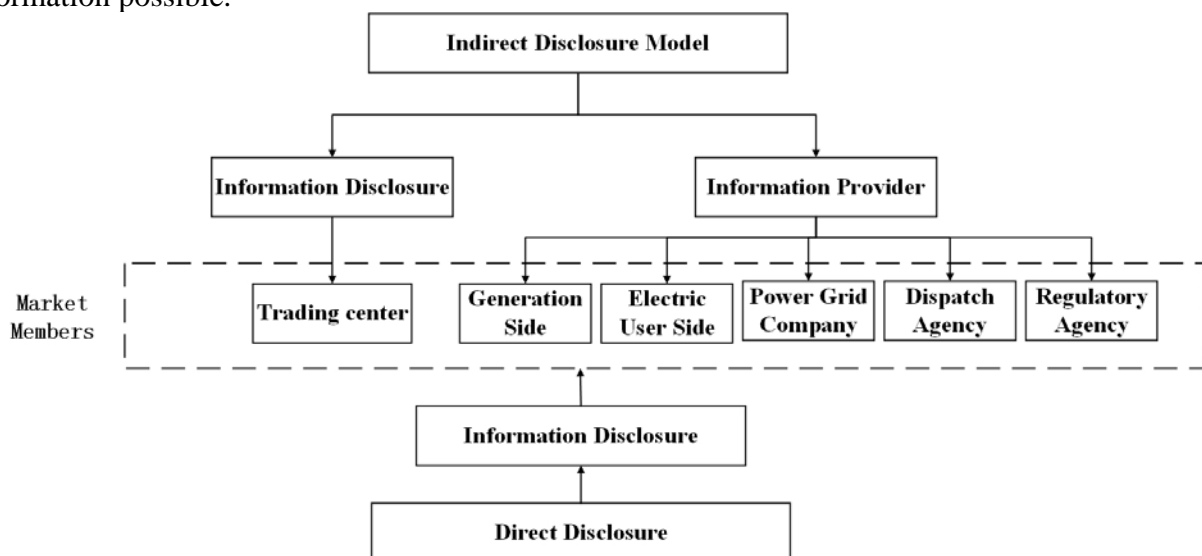 ormation possible.
Indirect Disclosure Model
Information Disclosure
Information Provider
Market
Members
Trading center
Generation
Side
Electric
User Side
Power Grid
Company
Dispatch
Agency
Regulatory
Agency
Information Disclosure
Direct Disclosure